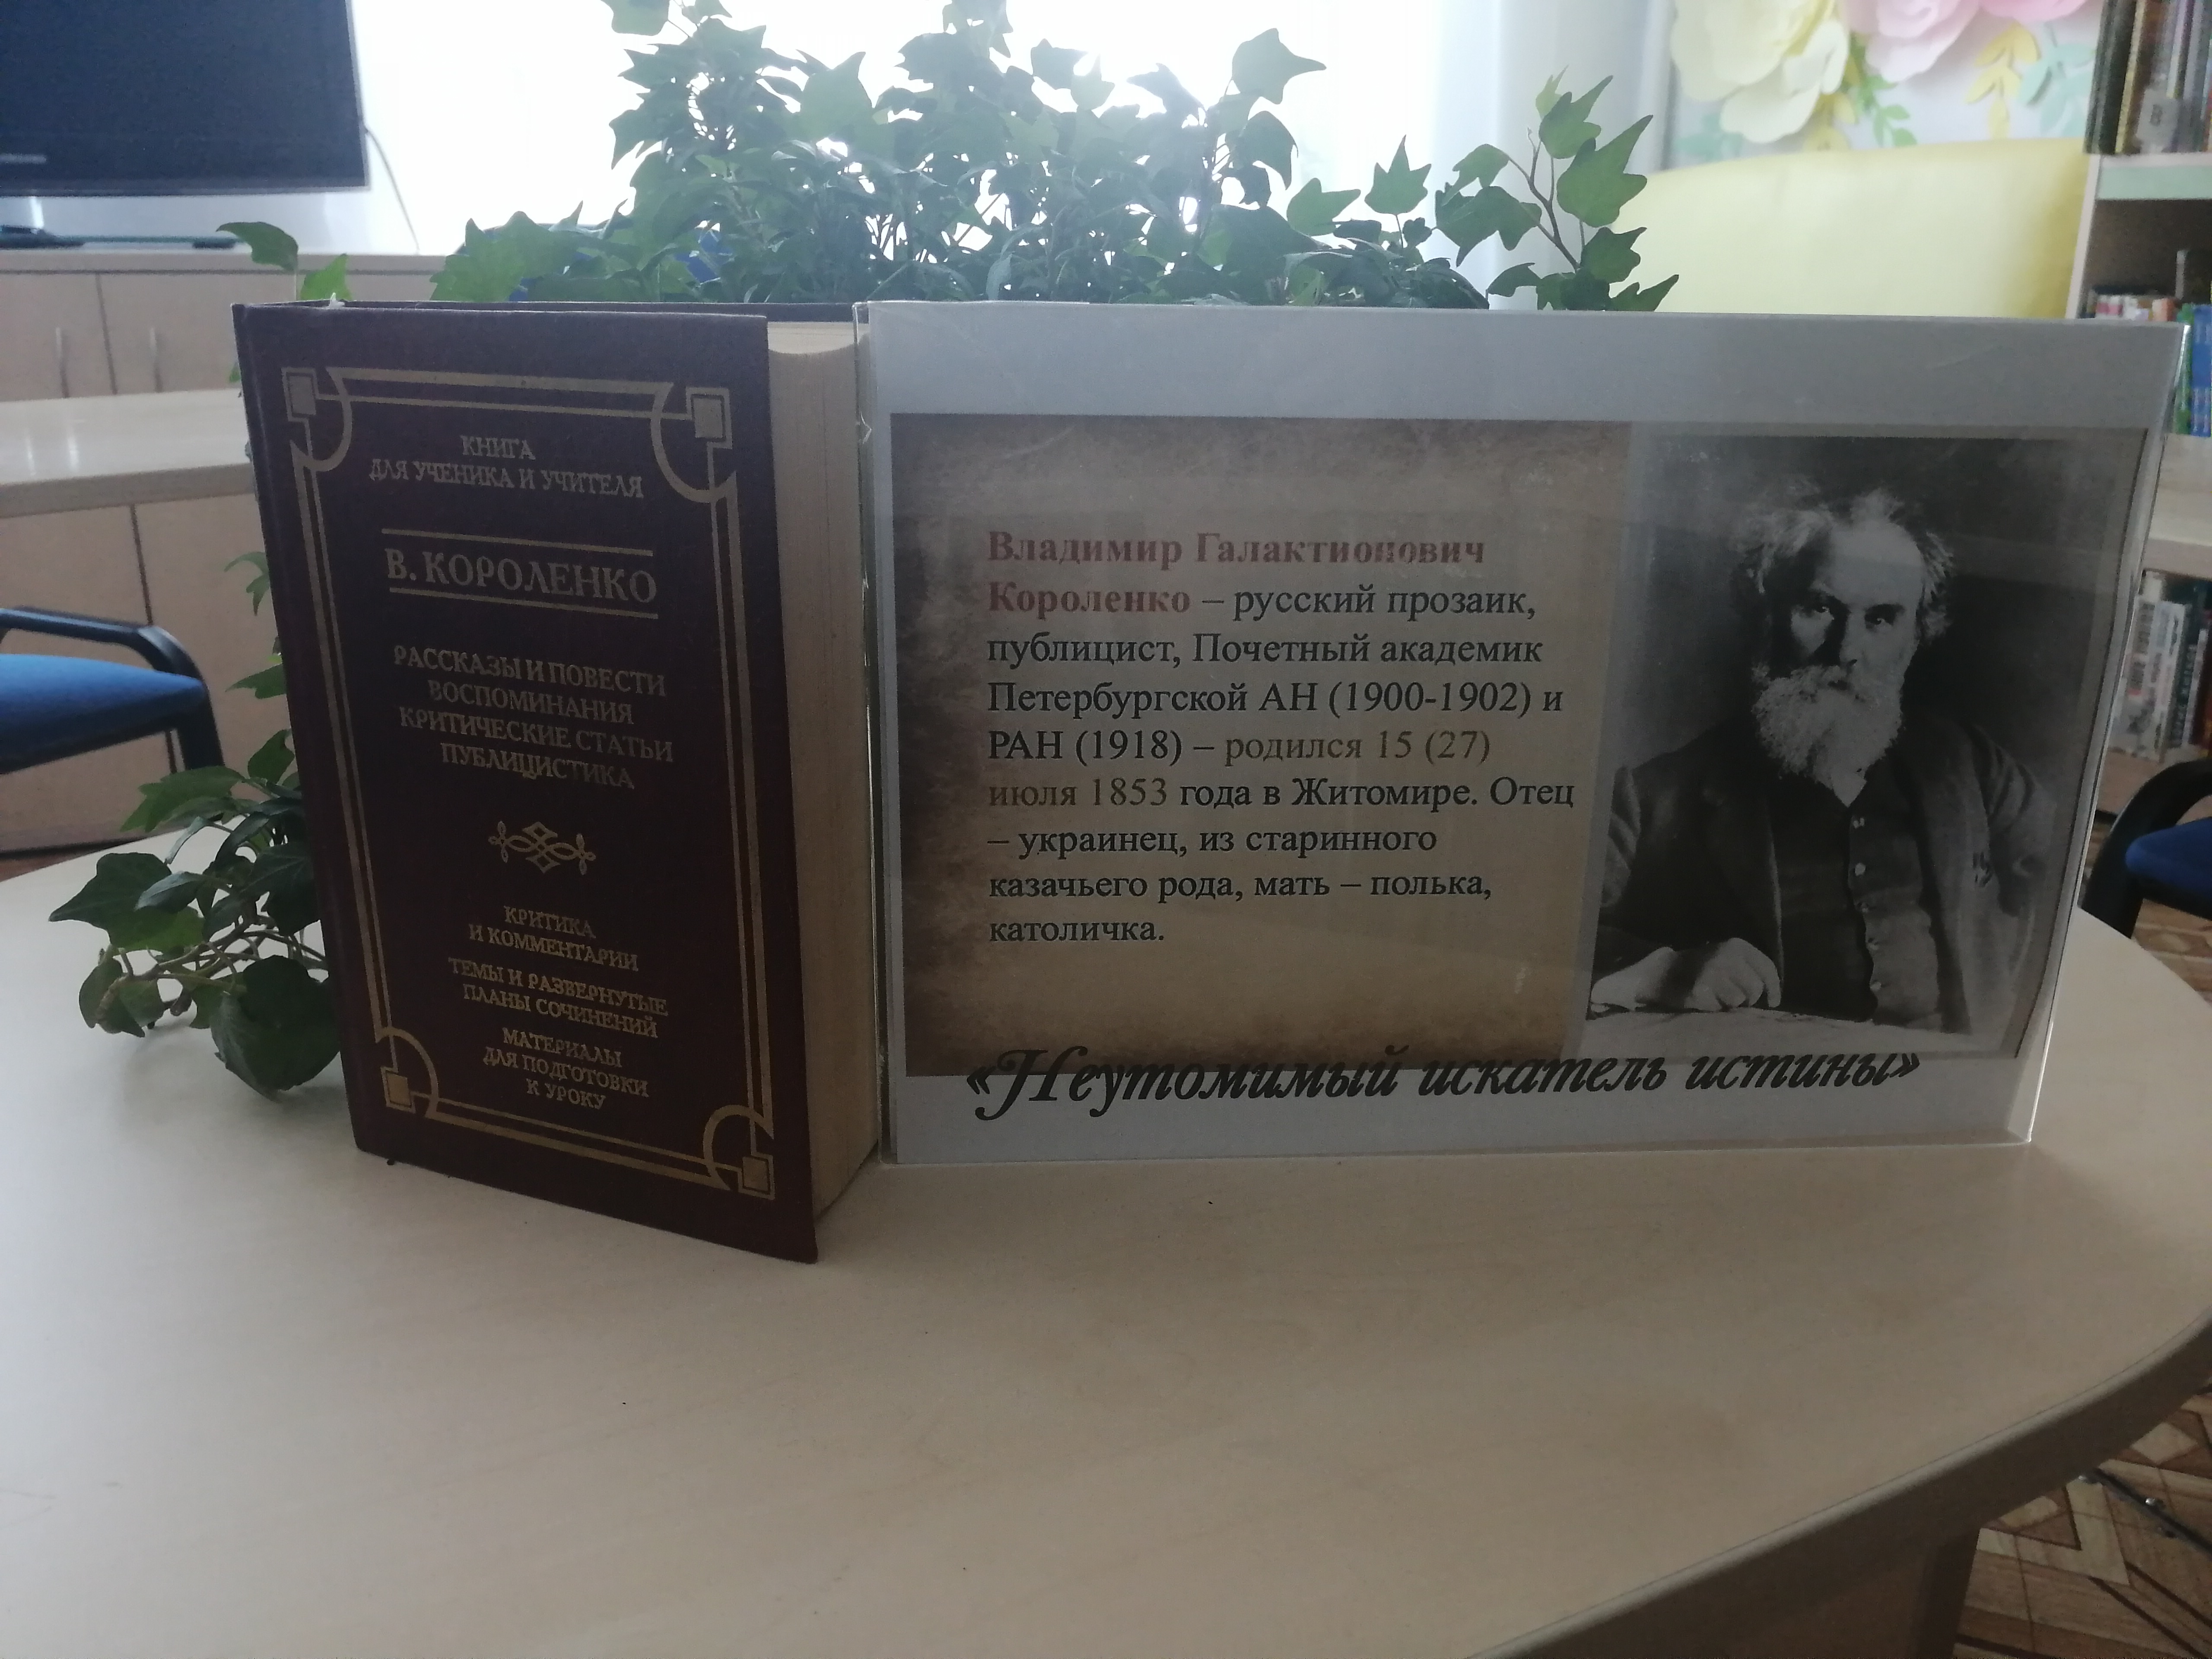 КНИГА
ДЛЯ УЧЕНИКА И УЧИТЕЛЯ
В. КОРОЛЕНКО
РАССКАЗЫ И ПОВЕСТИ
ВОСПОМИНАНИЯ
КРИТИЧЕСКИЕ СТАТЬИ
ПУБЛИЦИСТИКА
КРИТИКА
И КОММЕНТАРИИ
ТЕМЫ И РАЗВЕРНУТЫЕ
ПЛАНЫ СОЧИНЕНИЙ
МАТЕРИАЛЫ
ДЛЯ ПОДГОТОВКИ
К УРОКУ
Владимир Галактионович
Короленко – русский прозаик,
публицист, Почетный академик
Петербургской АН (1900-1902) и
РАН (1918) – родился 15 (27)
июля 1853 года в Житомире. Отец
– украинец, из старинного
казачьего рода, мать – полька,
католичка.
«Неутомимый искатель истины»